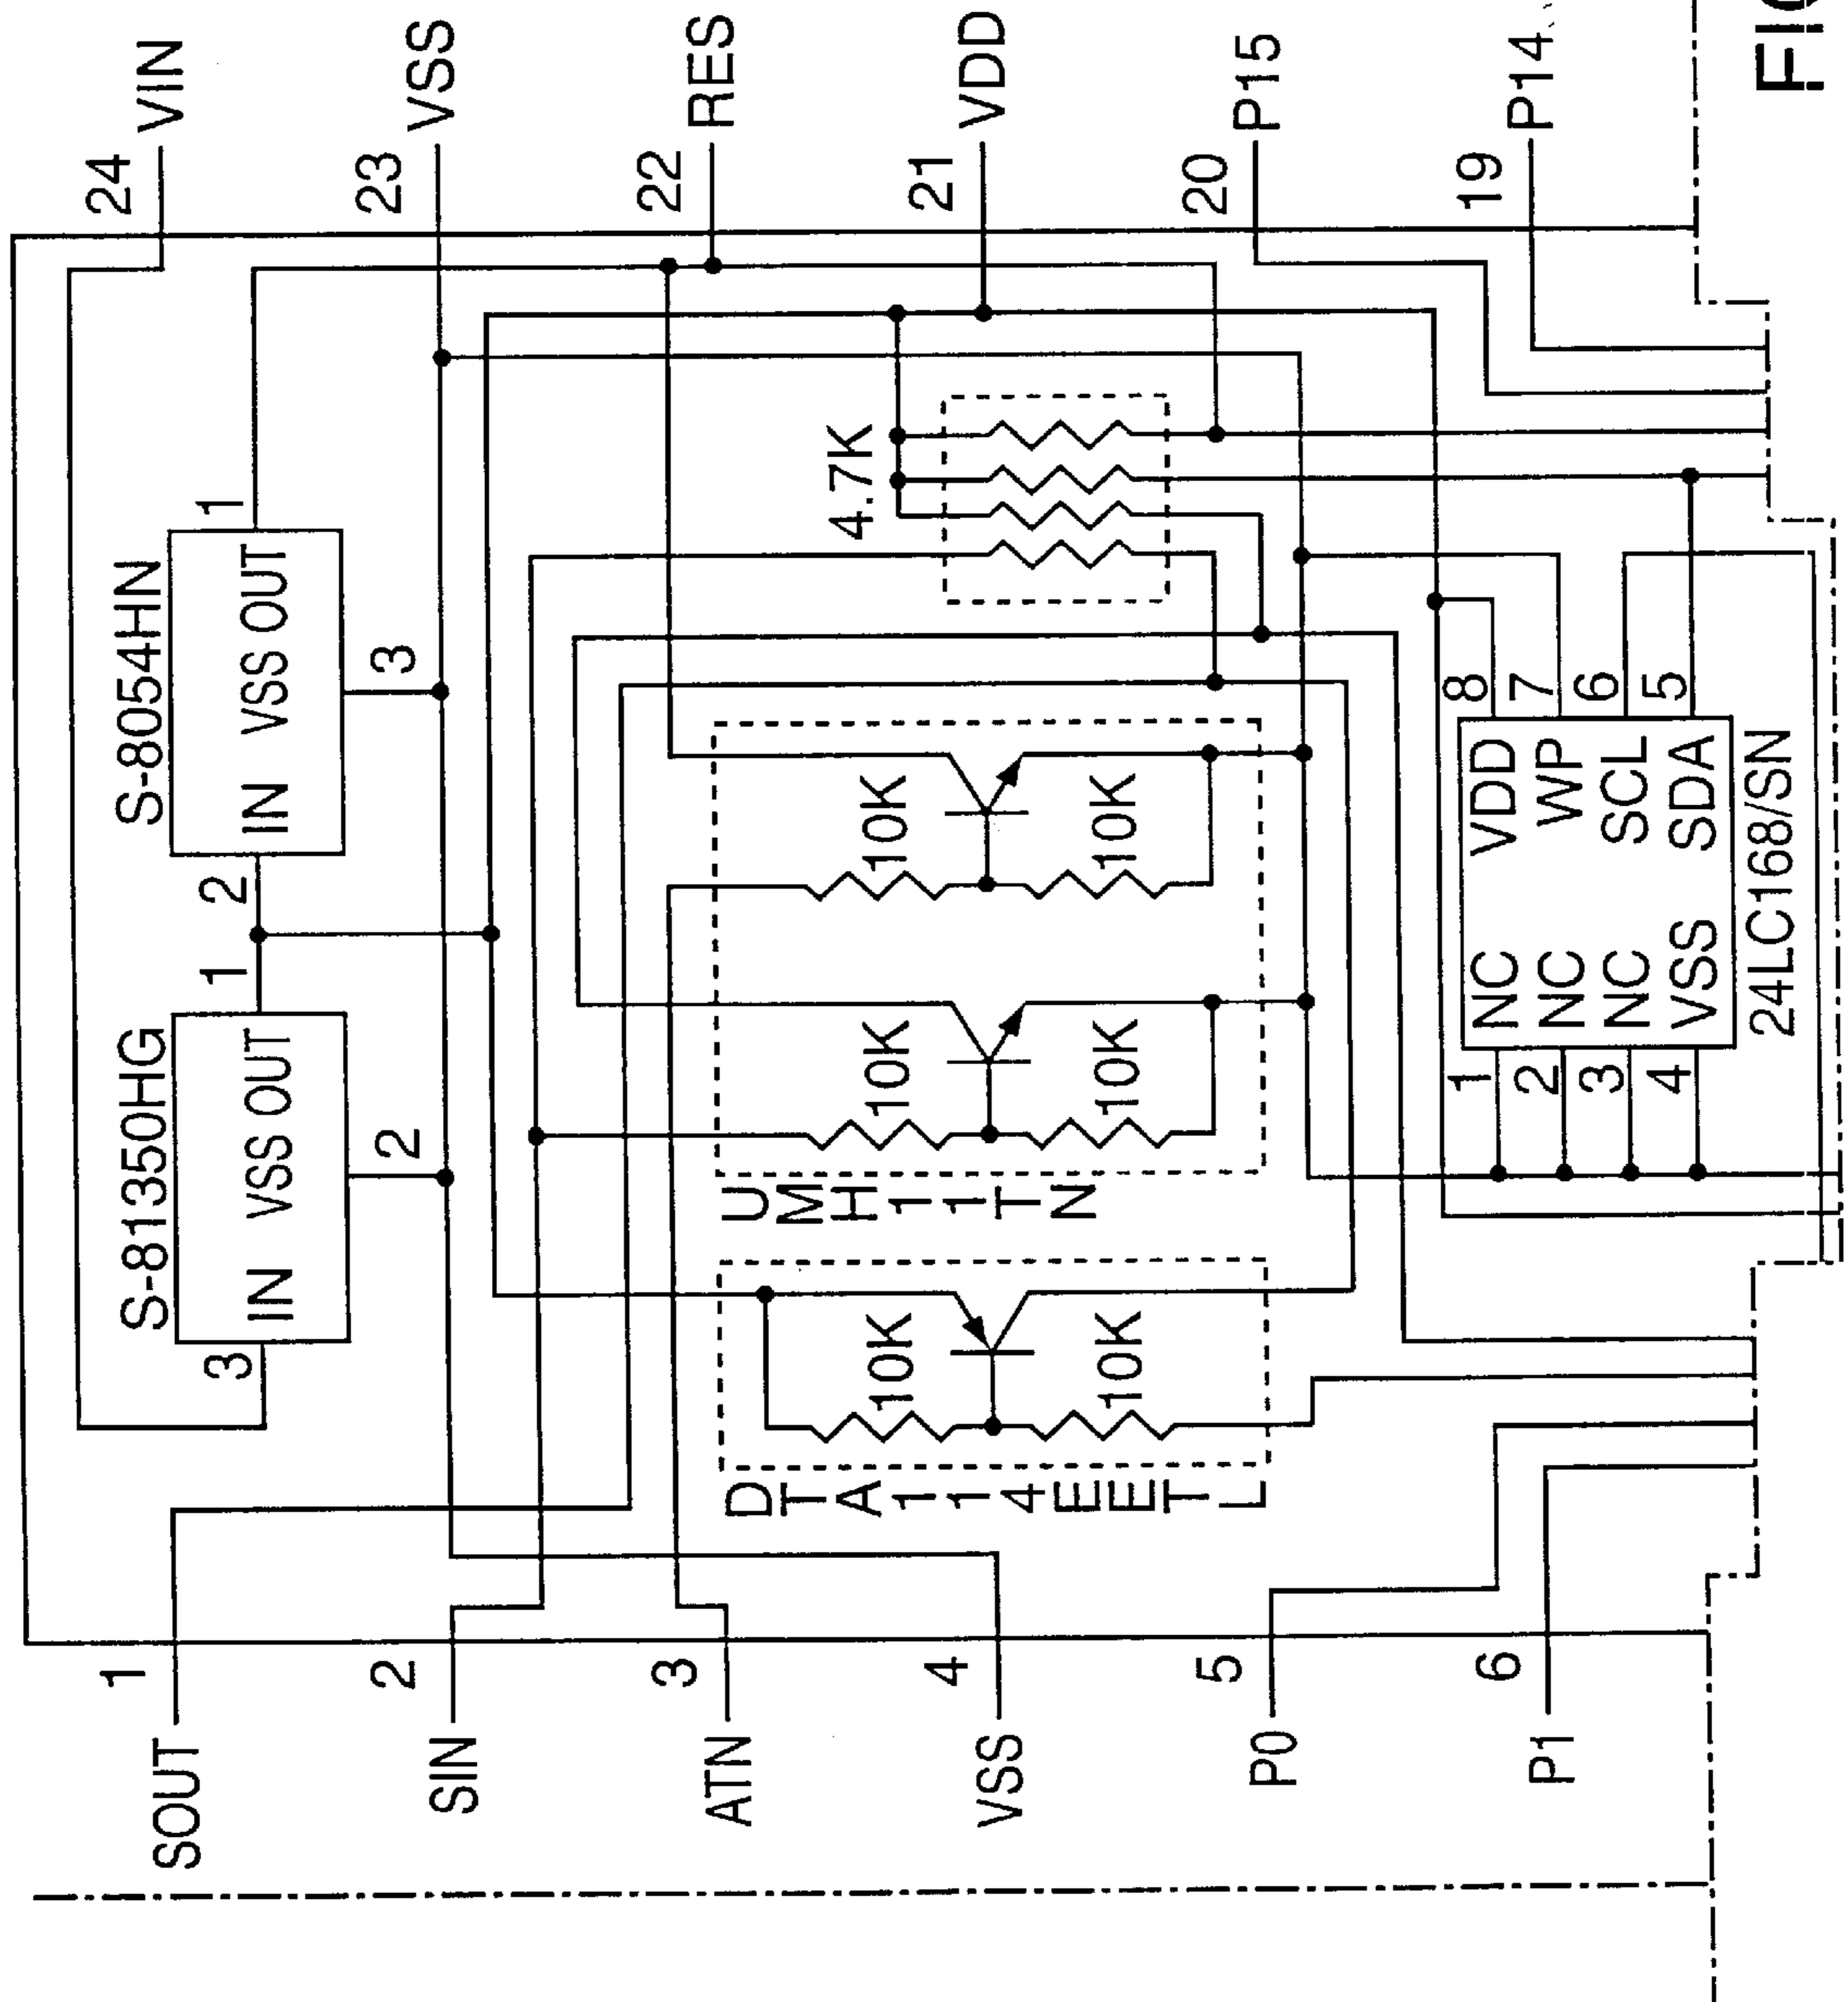 24
VIN
23
VSS
22
RES
21
VDD
20
P15
19
P14
S-81350HG
IN VSS OUT
3
1
2
S-8054HN
IN VSS OUT
2
1
3
4.7K
UMH11TN
10K
10K
10K
10K
DTA114EETL
10K
10K
1 NC VDD 8
2 NC WP 7
3 NC SCL 6
4 VSS SDA 5
24LC168/SN
SOUT
1
SIN
2
ATN
3
VSS
4
P0
5
P1
6